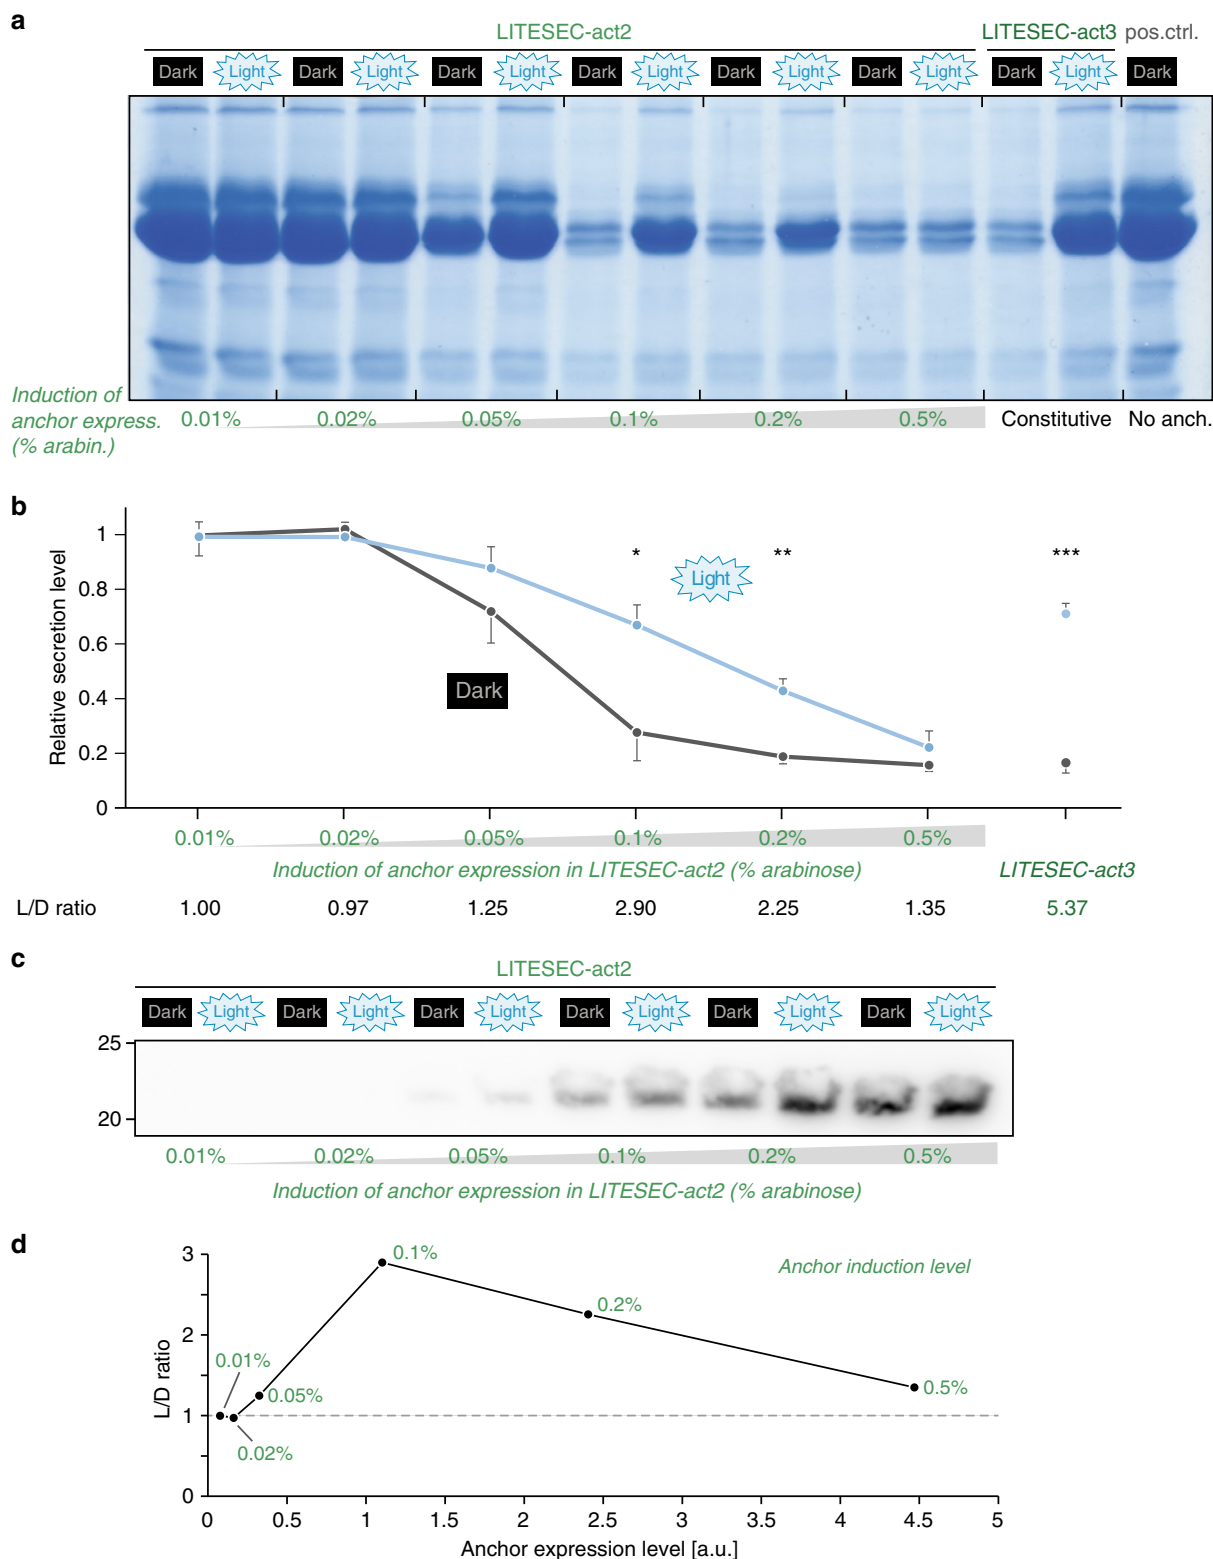 a
LITESEC-act2 LITESEC-act3 pos.ctrl.
Dark Light Dark Light Dark Light Dark Light Dark Light Dark Light Dark Light Dark
Induction of
anchor express.
(% arabin.)
0.01% 0.02% 0.05% 0.1% 0.2% 0.5% Constitutive No anch.
b
Relative secretion level
1
0.8
0.6
0.4
0.2
0
* ** ***
Light
Dark
0.01% 0.02% 0.05% 0.1% 0.2% 0.5%
Induction of anchor expression in LITESEC-act2 (% arabinose) LITESEC-act3
L/D ratio 1.00 0.97 1.25 2.90 2.25 1.35 5.37
c
LITESEC-act2
Dark Light Dark Light Dark Light Dark Light Dark Light Dark Light
25
20
0.01% 0.02% 0.05% 0.1% 0.2% 0.5%
Induction of anchor expression in LITESEC-act2 (% arabinose)
d
L/D ratio
3
2
1
0
0.1%
Anchor induction level
0.2%
0.01%
0.05%
0.5%
0.02%
0 0.5 1 1.5 2 2.5 3 3.5 4 4.5 5
Anchor expression level [a.u.]